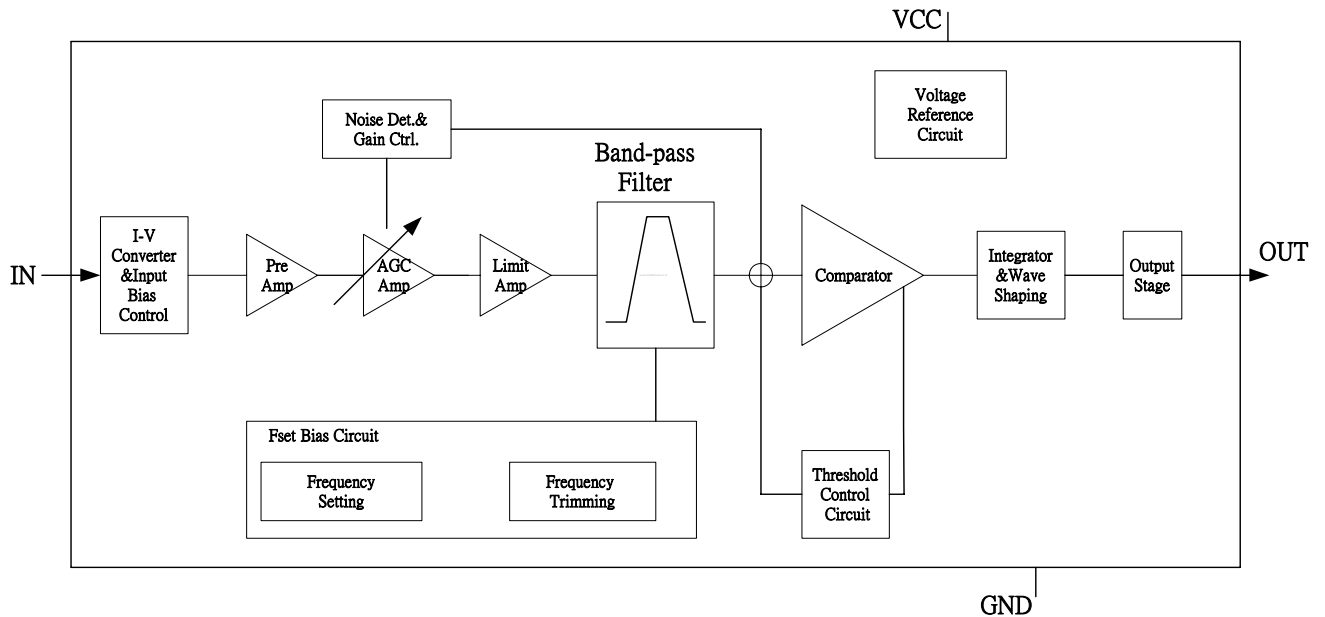 VCC
Voltage
Reference
Circuit
Noise Det.&
Gain Ctrl.
Band-pass
Filter
IN
I-V
Converter
&Input
Bias
Control
Pre
Amp
AGC
Amp
Limit
Amp
Comparator
Integrator
&Wave
Shaping
Output
Stage
OUT
Fset Bias Circuit
Frequency
Setting
Frequency
Trimming
Threshold
Control
Circuit
GND